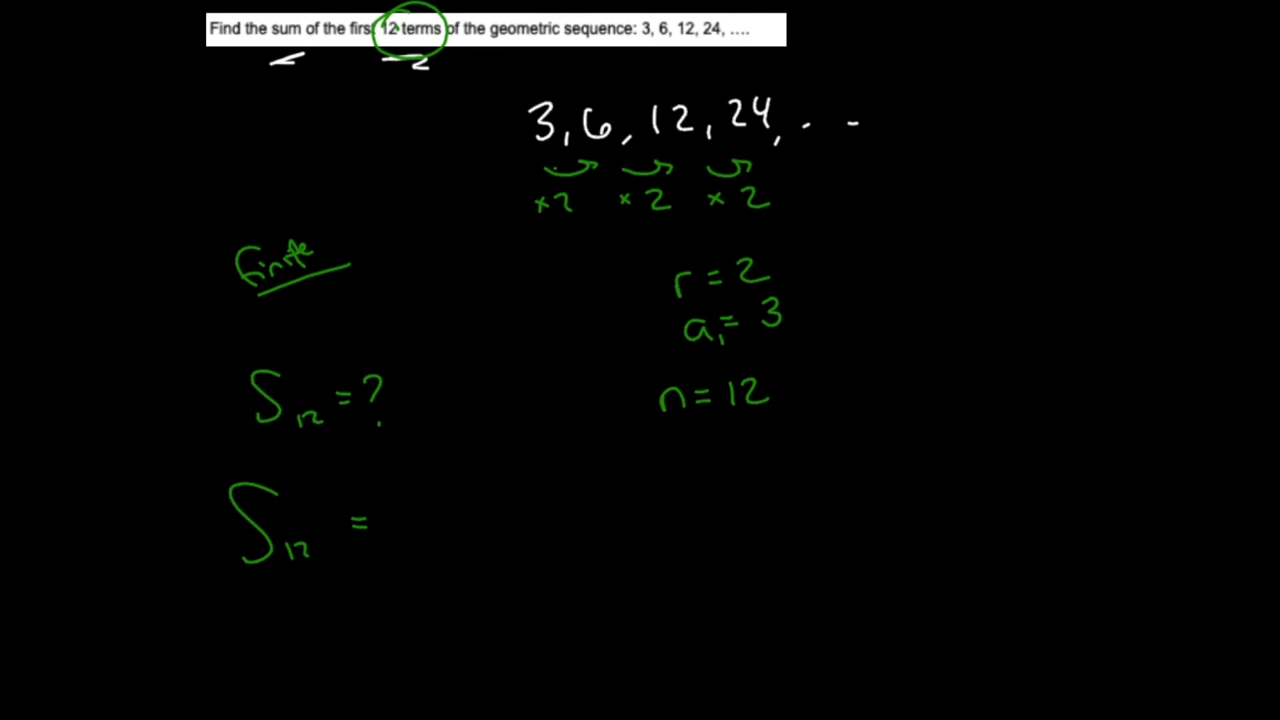 Find the sum of the first 12 terms of the geometric sequence: 3, 6, 12, 24, ....
3, 6, 12, 24, . -
×2 ×2 ×2
Finite
r = 2
a₁ = 3
S₁₂ = ?
n = 12
S₁₂ =